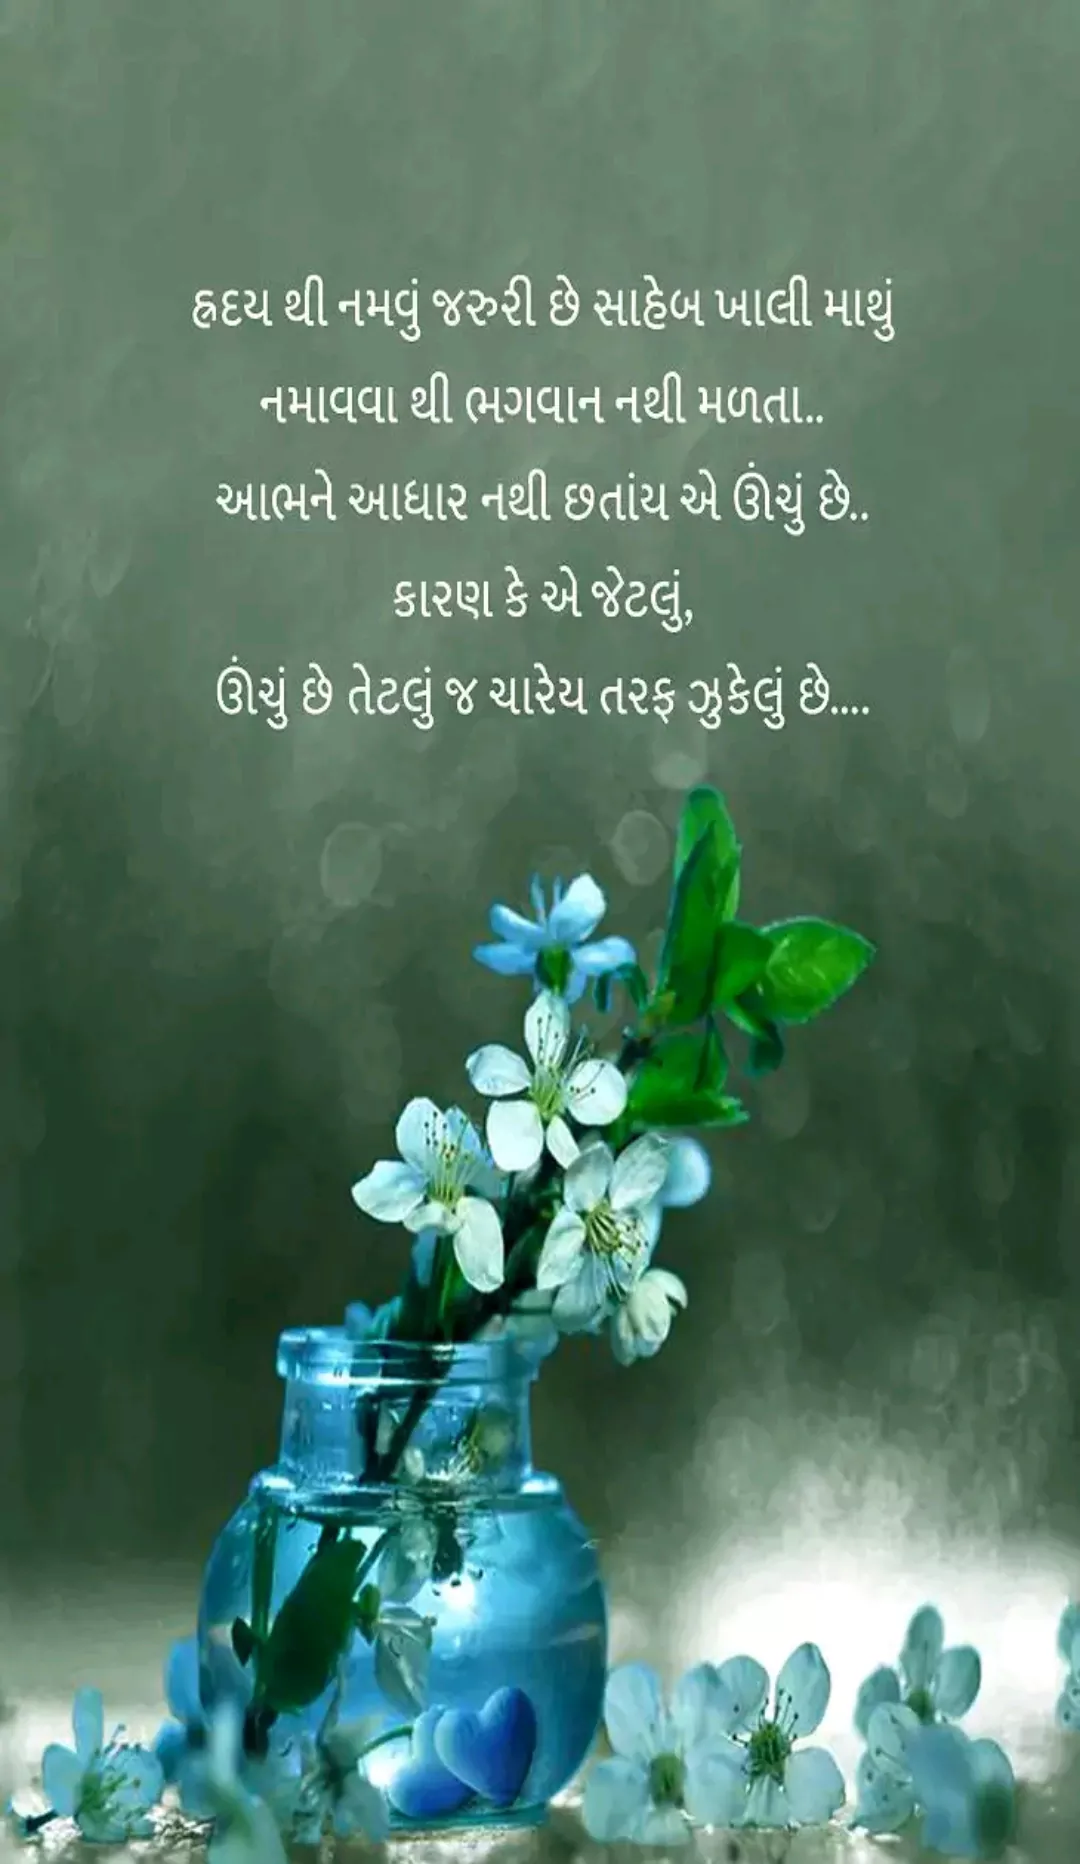 હૃદય થી નમવું જરુરી છે સાહેબ ખાલી માથું
નમાવવા થી ભગવાન નથી મળતા..
આભને આધાર નથી છતાંય એ ઊંચું છે..
કારણ કે એ જેટલું,
ઊંચું છે તેટલું જ ચારેય તરફ ઝુકેલું છે....